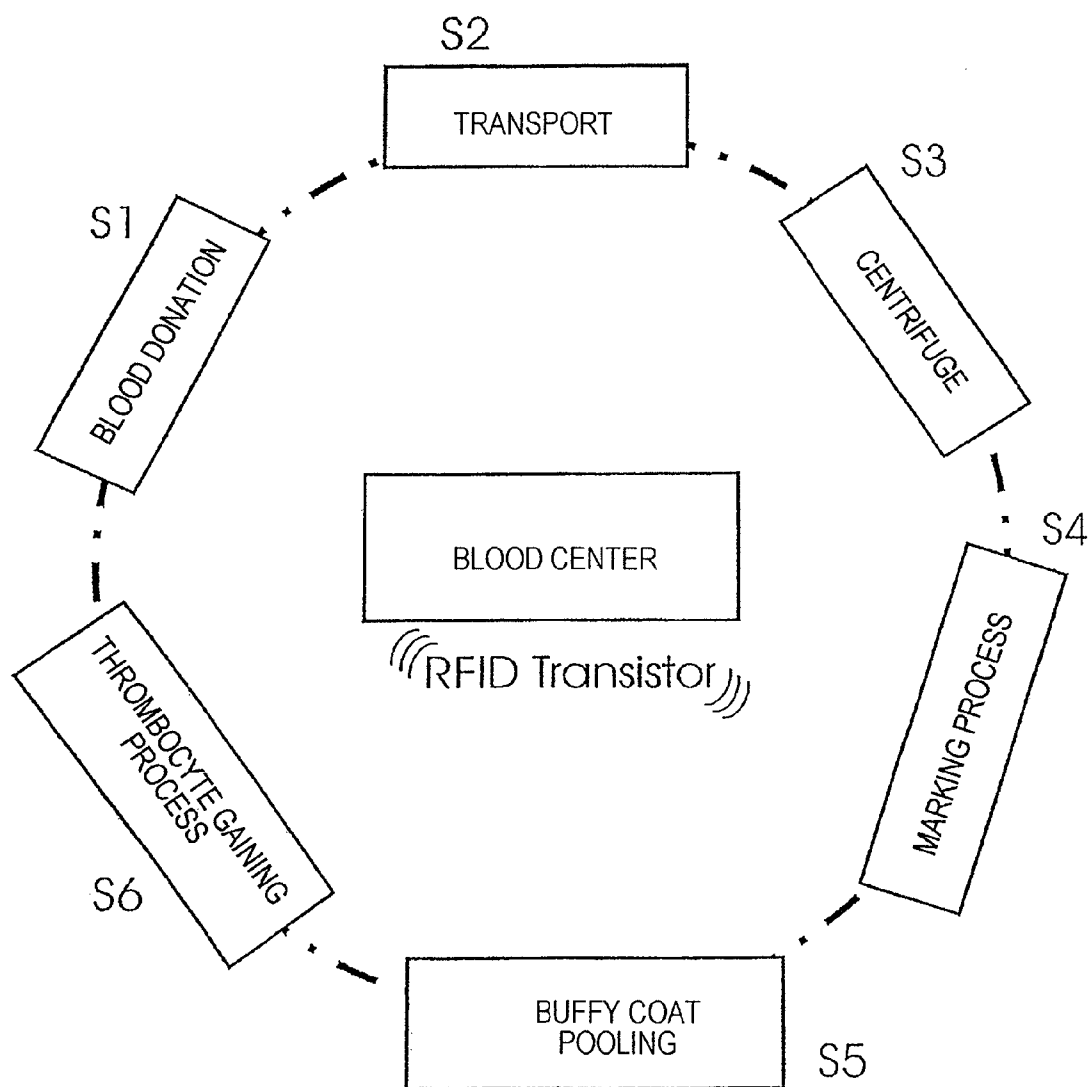 S2
TRANSPORT
S3
CENTRIFUGE
S1
BLOOD DONATION
BLOOD CENTER
RFID Transistor
S4
MARKING PROCESS
THROMBOCYTE GAINING
PROCESS
S6
BUFFY COAT
POOLING
S5